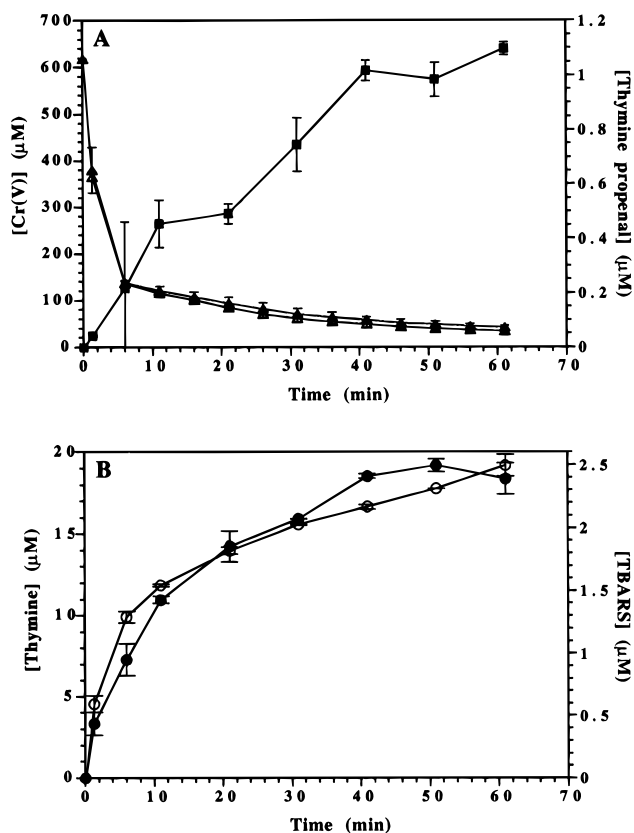 A
700
600
500
400
300
200
100
0
[Cr(V)] (µM)
1.2
1
0.8
0.6
0.4
0.2
0
[Thymine propenal] (µM)
0 10 20 30 40 50 60 70
Time (min)
B
20
15
10
5
0
[Thymine] (µM)
2.5
2
1.5
1
0.5
0
[TBARS] (µM)
0 10 20 30 40 50 60 70
Time (min)